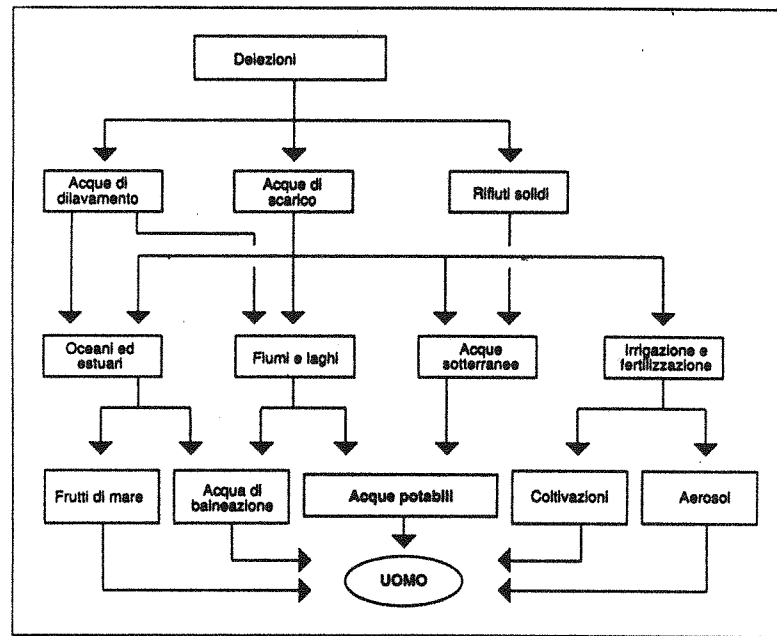 Deiezioni
Acque di
dilavamento
Acque di
scarico
Rifiuti solidi
Oceani ed
estuari
Fiumi e laghi
Acque
sotterranee
Irrigazione e
fertilizzazione
Frutti di mare
Acqua di
balneazione
Acque potabili
Coltivazioni
Aerosol
UOMO